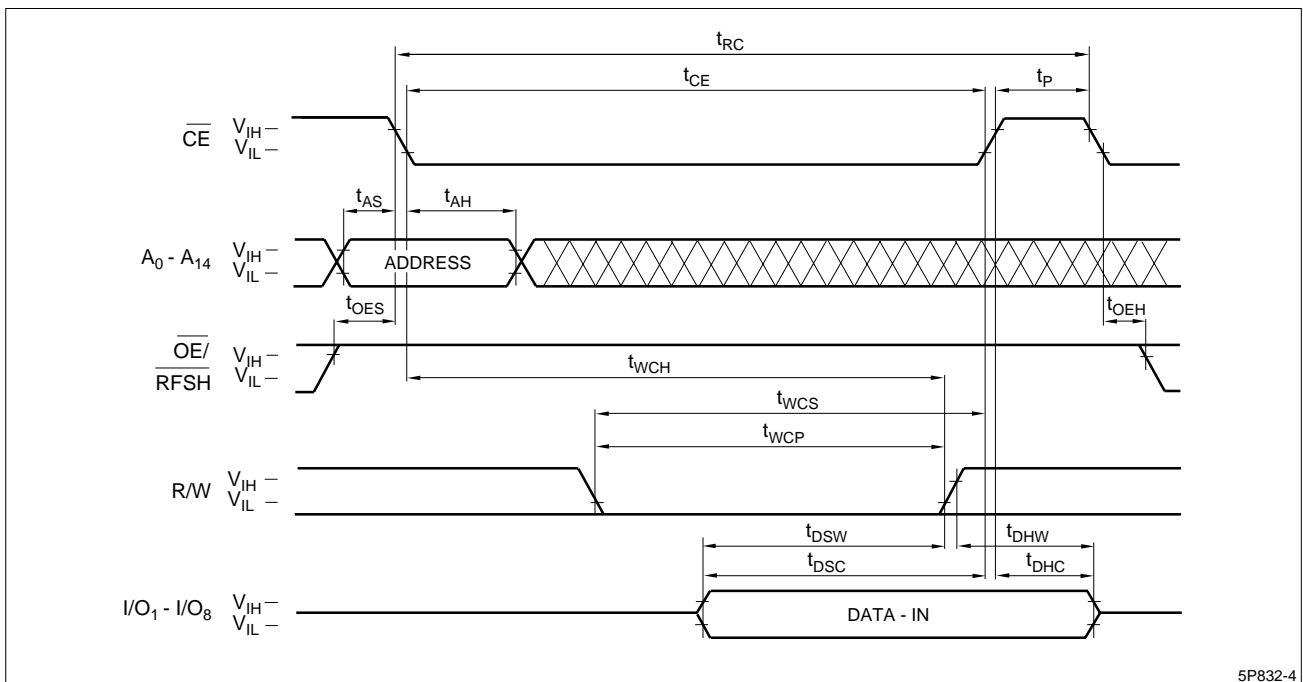 tRC
tCE
tP
CE
VIH
VIL
tAS
tAH
A0 - A14
VIH
VIL
ADDRESS
tOES
tOEH
OE/
RFSH
VIH
VIL
tWCH
tWCS
tWCP
R/W
VIH
VIL
tDSW
tDHW
tDSC
tDHC
I/O1 - I/O8
VIH
VIL
DATA - IN
5P832-4